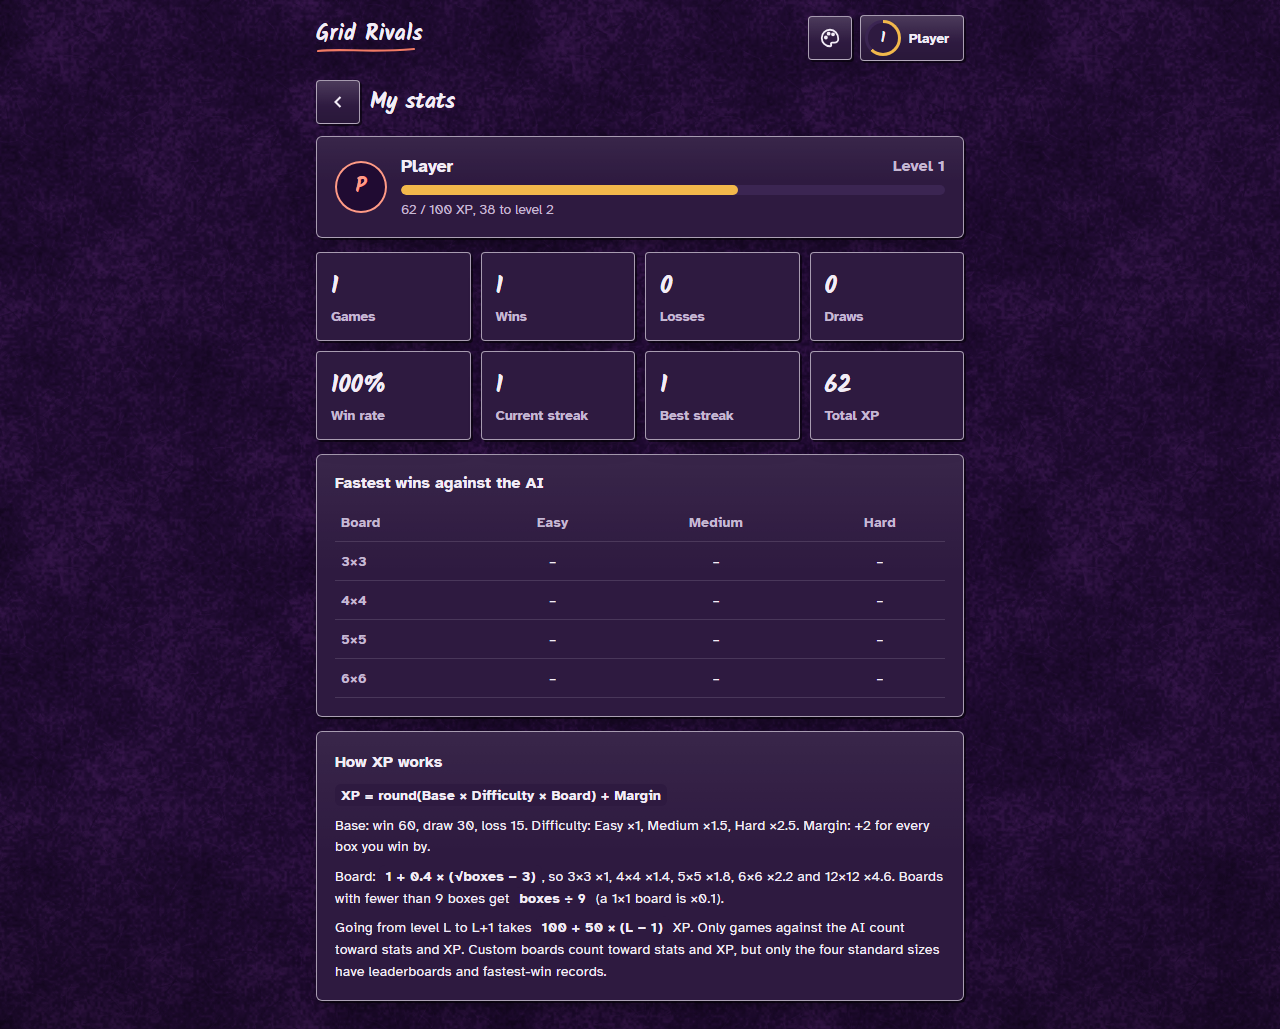 Grid Rivals
1 Player
My stats
P
Player Level 1
62 / 100 XP, 38 to level 2
1 1 0 0
Games Wins Losses Draws
100% 1 1 62
Win rate Current streak Best streak Total XP
Fastest wins against the AI
Board Easy Medium Hard
3×3 – – –
4×4 – – –
5×5 – – –
6×6 – – –
How XP works
XP = round(Base × Difficulty × Board) + Margin
Base: win 60, draw 30, loss 15. Difficulty: Easy ×1, Medium ×1.5, Hard ×2.5. Margin: +2 for every
box you win by.
Board: 1 + 0.4 × (√boxes − 3) , so 3×3 ×1, 4×4 ×1.4, 5×5 ×1.8, 6×6 ×2.2 and 12×12 ×4.6. Boards
with fewer than 9 boxes get boxes ÷ 9 (a 1×1 board is ×0.1).
Going from level L to L+1 takes 100 + 50 × (L − 1) XP. Only games against the AI count
toward stats and XP. Custom boards count toward stats and XP, but only the four standard sizes
have leaderboards and fastest-win records.